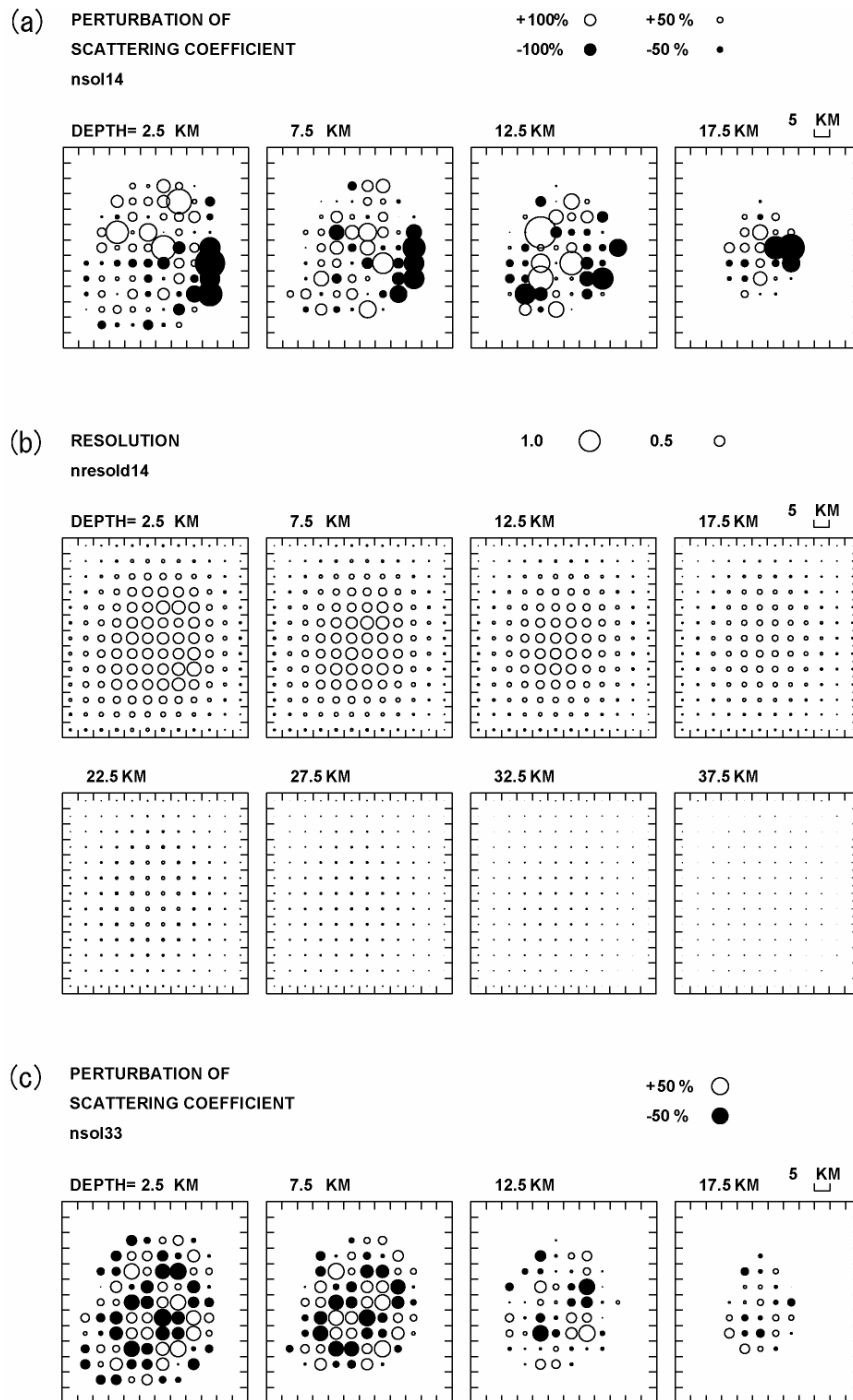 (a) PERTURBATION OF +100% +50 %
SCATTERING COEFFICIENT -100% -50 %
nsol14
DEPTH= 2.5 KM 7.5 KM 12.5 KM 17.5 KM 5 KM
(b) RESOLUTION 1.0 0.5
nresold14
DEPTH= 2.5 KM 7.5 KM 12.5 KM 17.5 KM 5 KM
22.5 KM 27.5 KM 32.5 KM 37.5 KM
(c) PERTURBATION OF +50 %
SCATTERING COEFFICIENT -50 %
nsol33
DEPTH= 2.5 KM 7.5 KM 12.5 KM 17.5 KM 5 KM